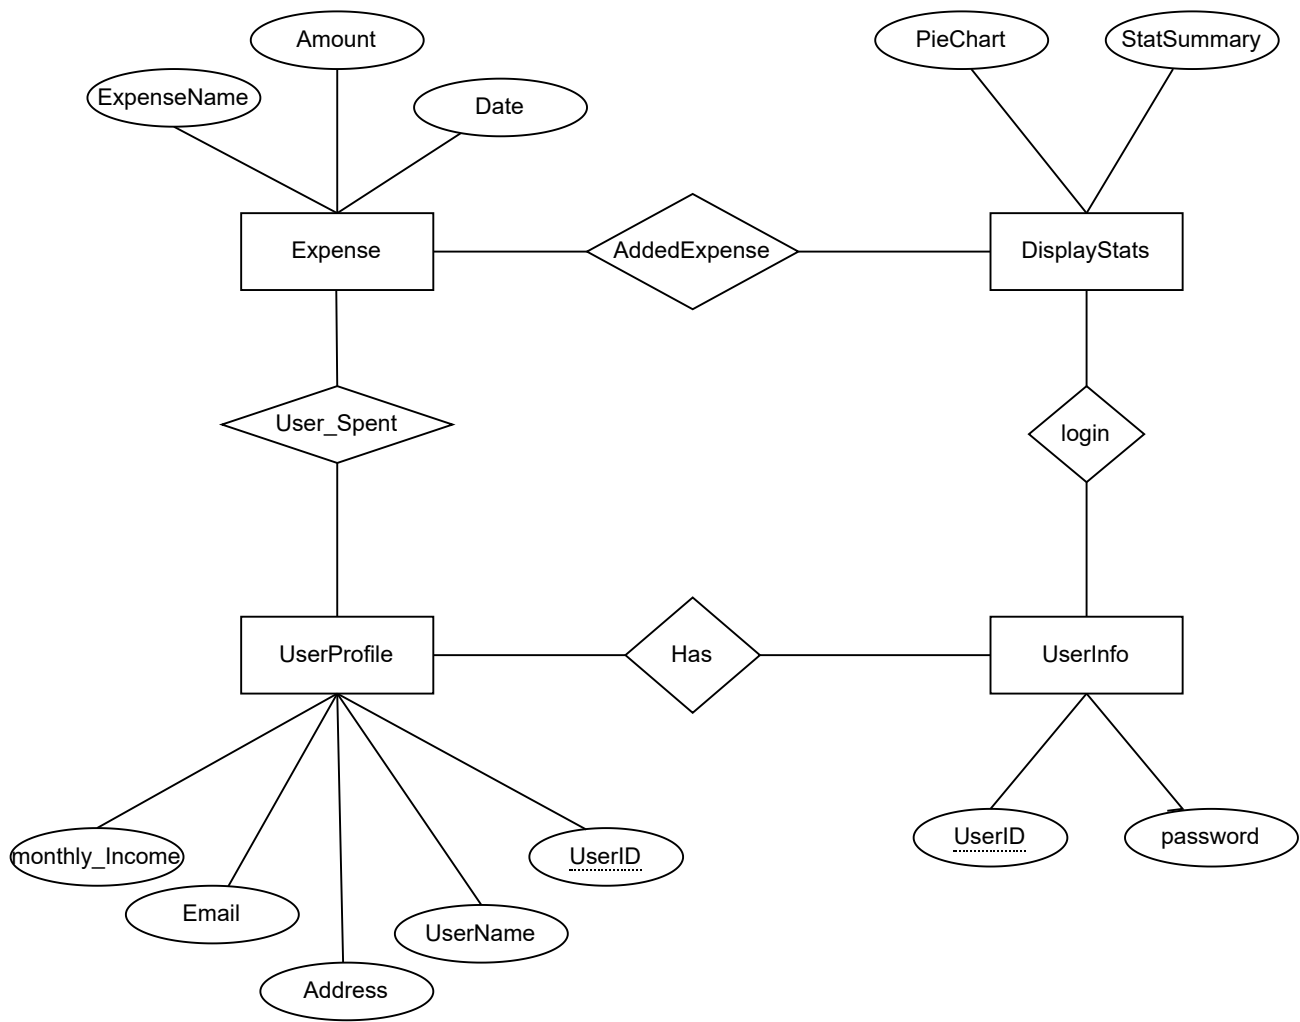 Amount
PieChart
StatSummary
ExpenseName
Date
Expense
AddedExpense
DisplayStats
User_Spent
login
UserProfile
Has
UserInfo
monthly_Income
UserID
UserID
password
Email
UserName
Address